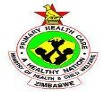 PRIMARY HEALTH CARE
A HEALTHY NATION
MINISTRY OF HEALTH & CHILD WELFARE
ZIMBABWE